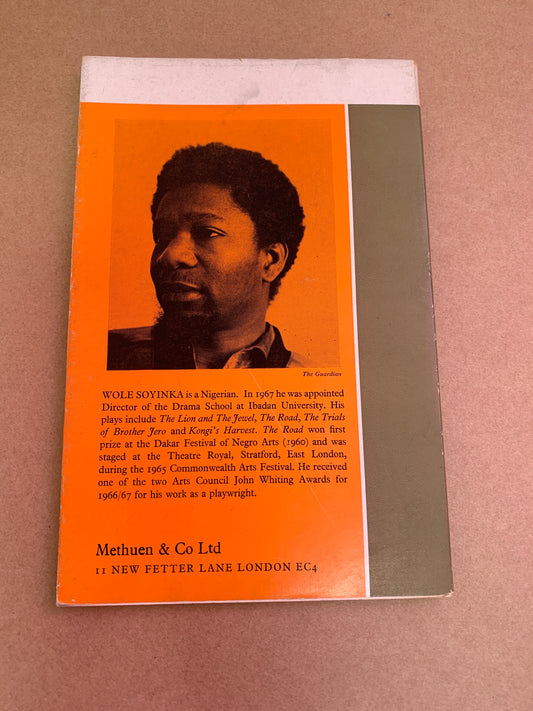 The Guardian
WOLE SOYINKA is a Nigerian. In 1967 he was appointed
Director of the Drama School at Ibadan University. His
plays include The Lion and The Jewel, The Road, The Trials
of Brother Jero and Kongi's Harvest. The Road won first
prize at the Dakar Festival of Negro Arts (1960) and was
staged at the Theatre Royal, Stratford, East London,
during the 1965 Commonwealth Arts Festival. He received
one of the two Arts Council John Whiting Awards for
1966/67 for his work as a playwright.
Methuen & Co Ltd
11 NEW FETTER LANE LONDON EC4